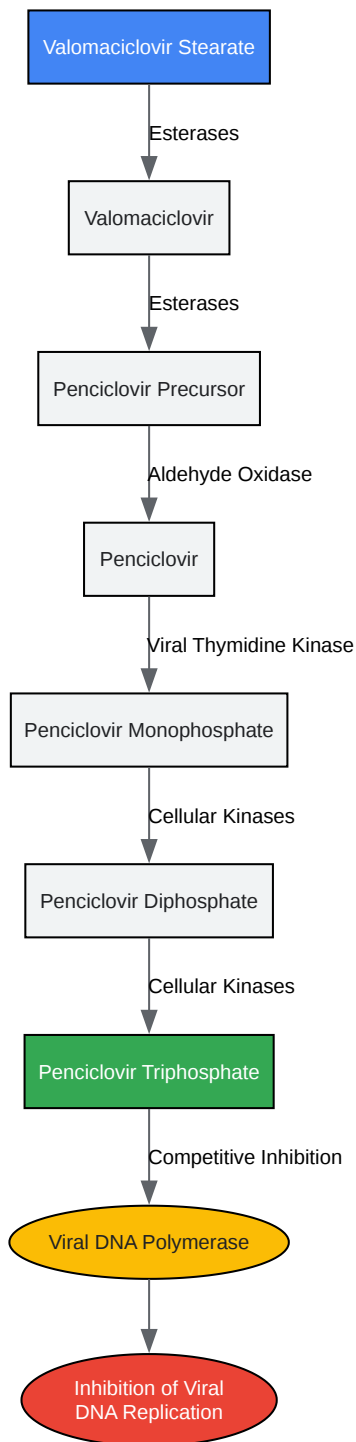 Valomaciclovir Stearate
Esterases
Valomaciclovir
Esterases
Penciclovir Precursor
Aldehyde Oxidase
Penciclovir
Viral Thymidine Kinase
Penciclovir Monophosphate
Cellular Kinases
Penciclovir Diphosphate
Cellular Kinases
Penciclovir Triphosphate
Competitive Inhibition
Viral DNA Polymerase
Inhibition of Viral
DNA Replication